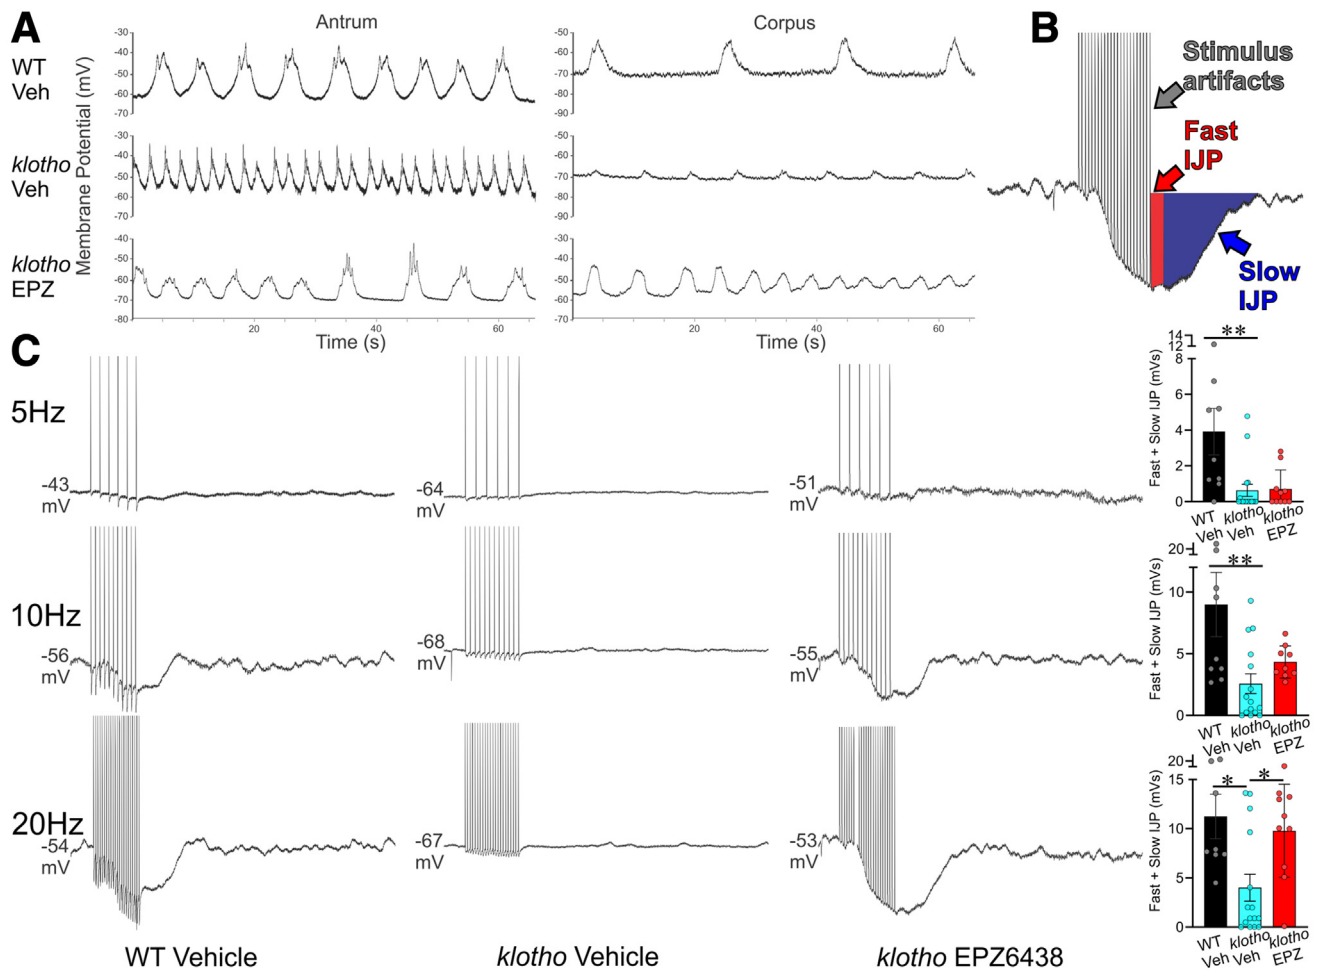 A
Antrum
Corpus
B
WT
Veh
klotho
Veh
klotho
EPZ
Membrane Potential (mV)
-30
-40
-50
-60
-70
-30
-40
-50
-60
-70
-90
-40
-50
-60
-70
-80
20
40
60
Time (s)
-50
-60
-70
-80
-90
-50
-60
-70
-80
-90
-30
-40
-50
-60
-70
20
40
60
Time (s)
Stimulus
artifacts
Fast
IJP
Slow
IJP
C
5Hz
-43
mV
-64
mV
-51
mV
Fast + Slow IJP (mVs)
14
12
8
6
4
2
0
**
WT
Veh
klotho
Veh
klotho
EPZ
10Hz
-56
mV
-68
mV
-55
mV
Fast + Slow IJP (mVs)
20
10
5
0
**
WT
Veh
klotho
Veh
klotho
EPZ
20Hz
-54
mV
-67
mV
-53
mV
Fast + Slow IJP (mVs)
20
15
10
5
0
*
*
WT
Veh
klotho
Veh
klotho
EPZ
WT Vehicle
klotho Vehicle
klotho EPZ6438